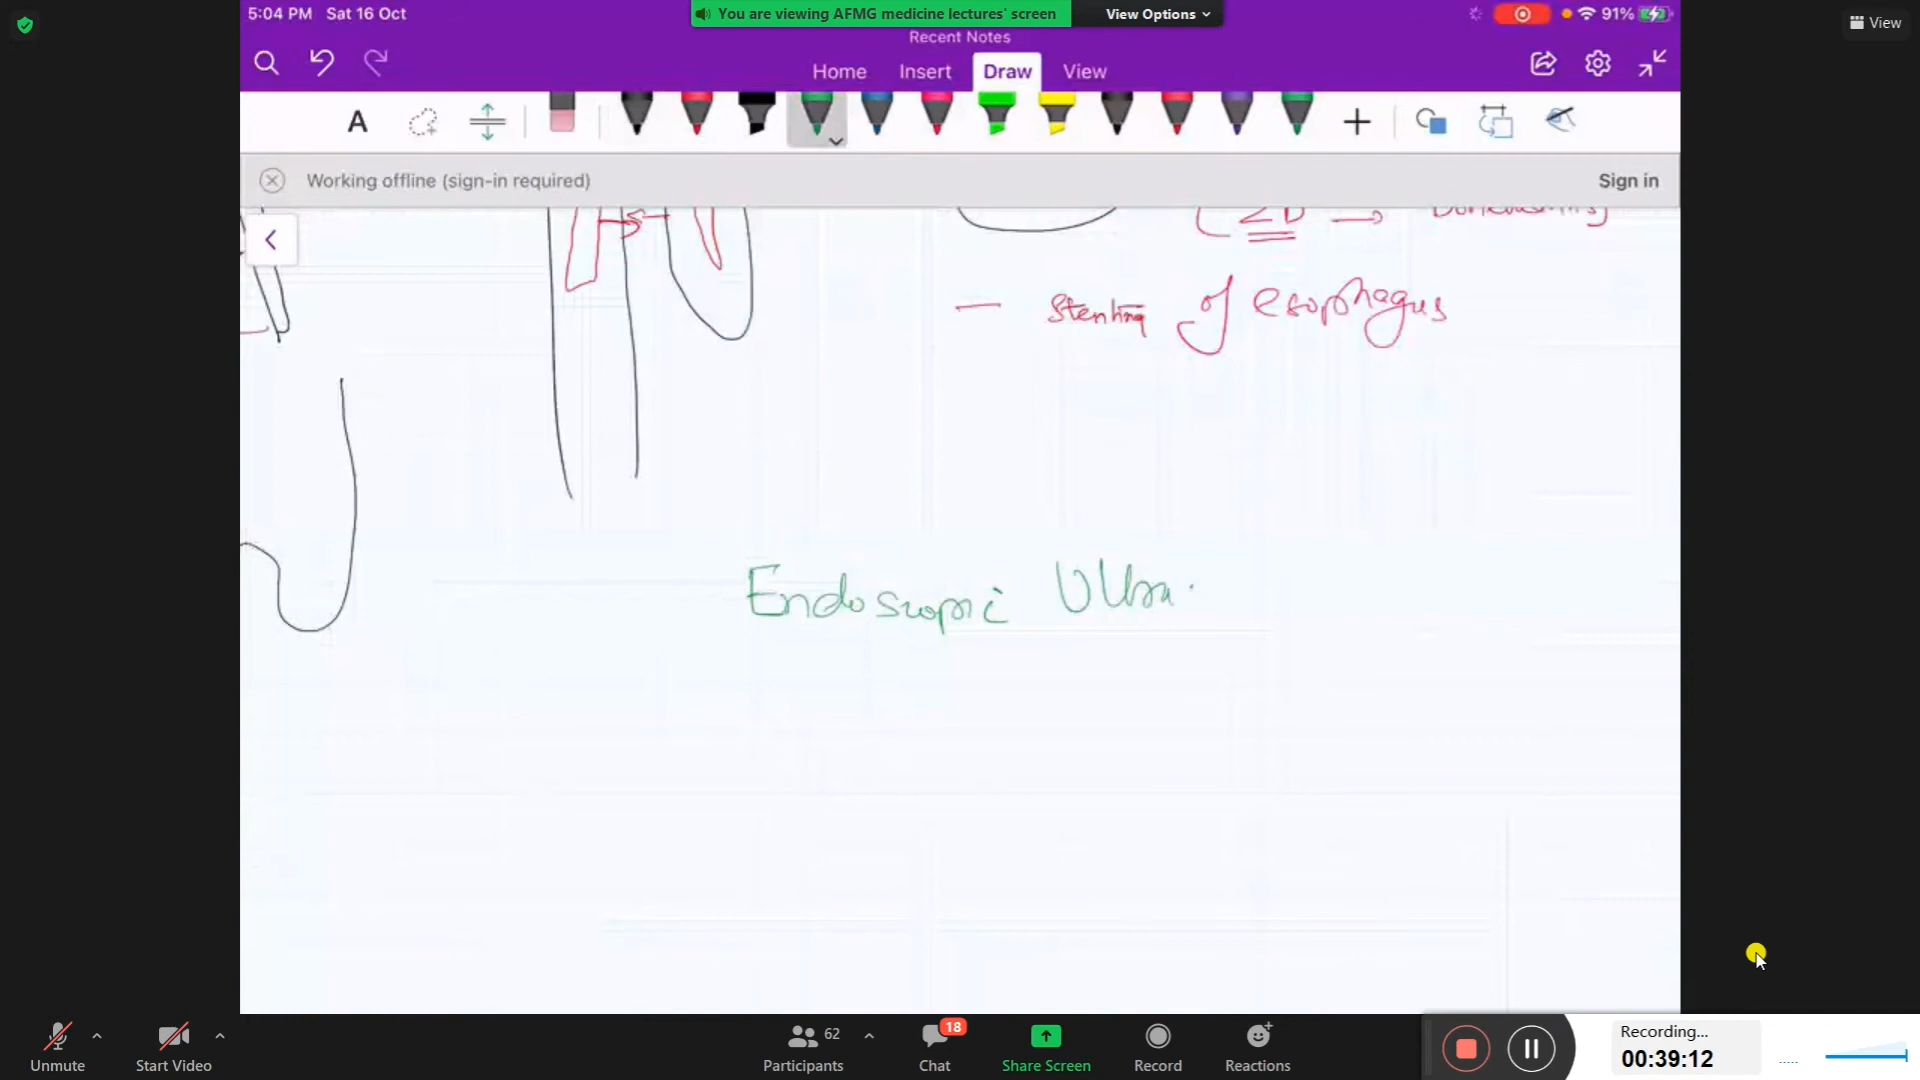 5:04 PM Sat 16 Oct
You are viewing AFMG medicine lectures' screen
View Options
91%
View
Recent Notes
Home Insert Draw View
A
Working offline (sign-in required)
Sign in
— Stenting of esophagus
Endoscopic Ultra
Unmute
Start Video
62
Participants
18
Chat
Share Screen
Record
Reactions
Recording...
00:39:12